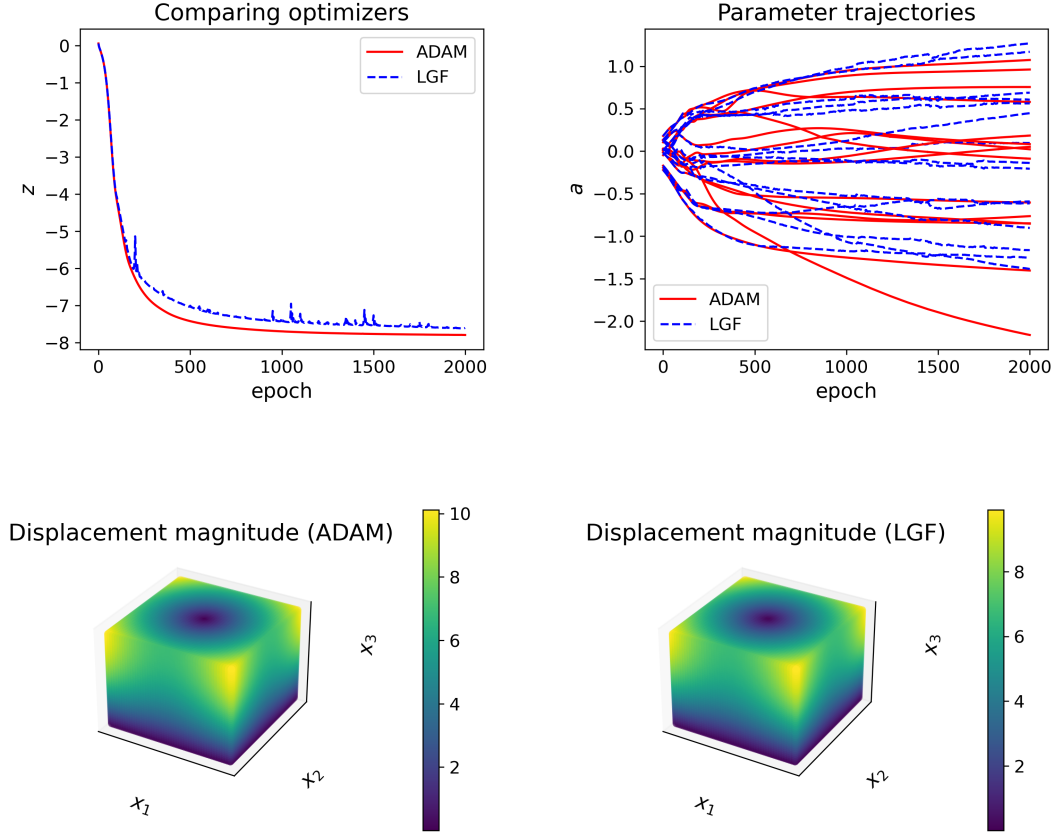 Comparing optimizers
z
0
−1
−2
−3
−4
−5
−6
−7
−8
ADAM
LGF
0
500
1000
1500
2000
epoch
Parameter trajectories
a
1.0
0.5
0.0
−0.5
−1.0
−1.5
−2.0
ADAM
LGF
0
500
1000
1500
2000
epoch
Displacement magnitude (ADAM)
x₃
x₂
x₁
10
8
6
4
2
Displacement magnitude (LGF)
x₃
x₂
x₁
8
6
4
2